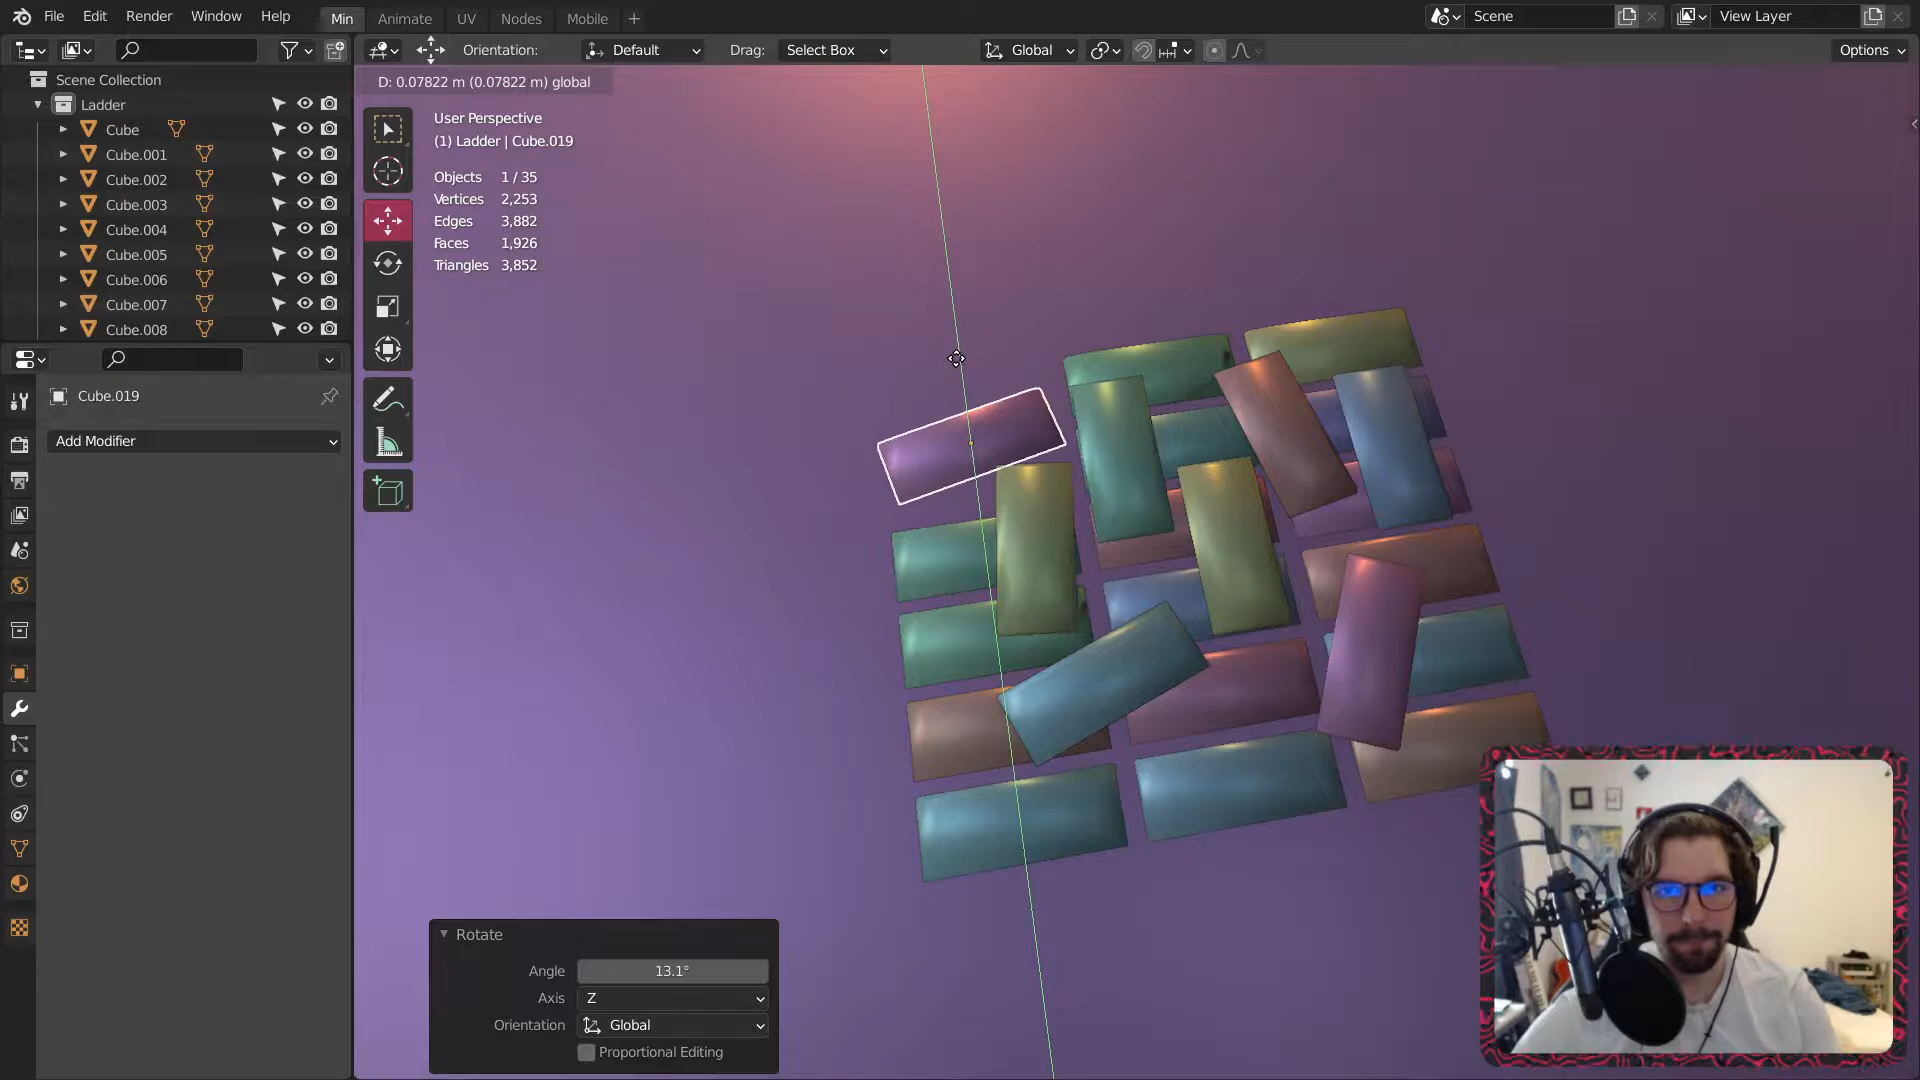 File Edit Render Window Help Min Animate UV Nodes Mobile Scene View Layer
Orientation: Default Drag: Select Box Global Options
Scene Collection
Ladder
Cube
Cube.001
Cube.002
Cube.003
Cube.004
Cube.005
Cube.006
Cube.007
Cube.008
Cube.019
Add Modifier
D: 0.07822 m (0.07822 m) global
User Perspective
(1) Ladder | Cube.019
Objects 1 / 35
Vertices 2,253
Edges 3,882
Faces 1,926
Triangles 3,852
Rotate
Angle 13.1°
Axis Z
Orientation Global
Proportional Editing